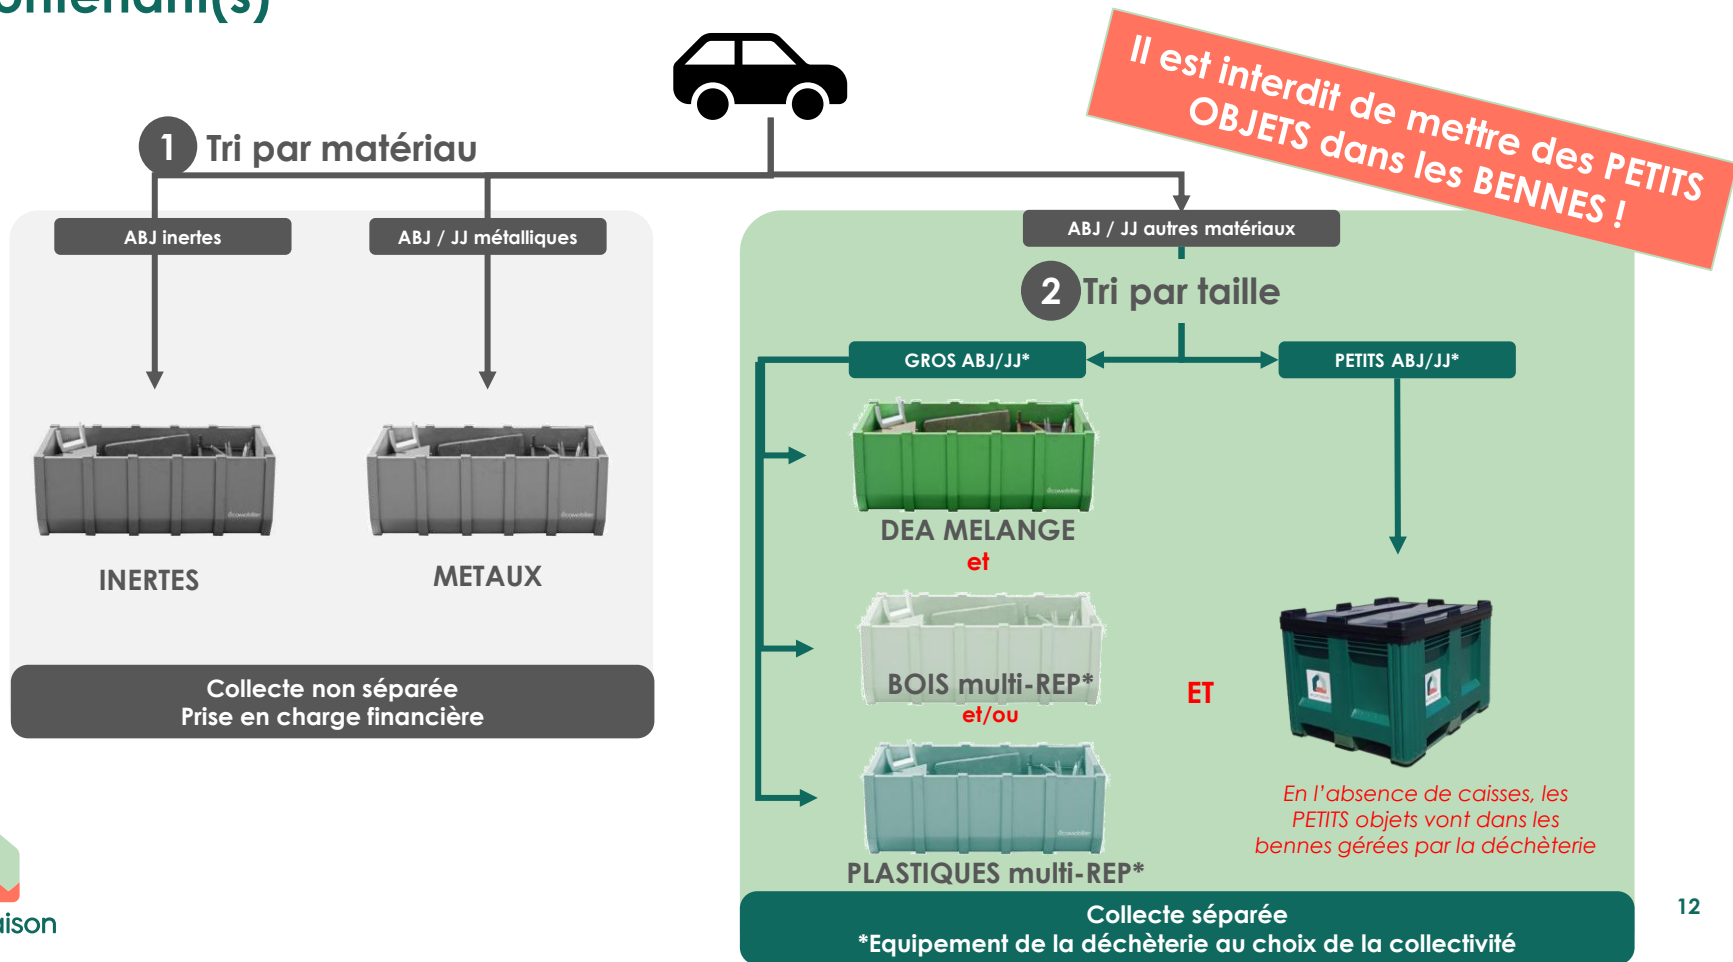 Il est interdit de mettre des PETITS
OBJETS dans les BENNES !
1 Tri par matériau
ABJ inertes
ABJ / JJ métalliques
ABJ / JJ autres matériaux
2 Tri par taille
GROS ABJ/JJ*
PETITS ABJ/JJ*
INERTES
METAUX
DEA MELANGE
et
BOIS multi-REP*
et/ou
PLASTIQUES multi-REP*
ET
En l'absence de caisses, les
PETITS objets vont dans les
bennes gérées par la déchèterie
Collecte non séparée
Prise en charge financière
Collecte séparée
*Equipement de la déchèterie au choix de la collectivité
12